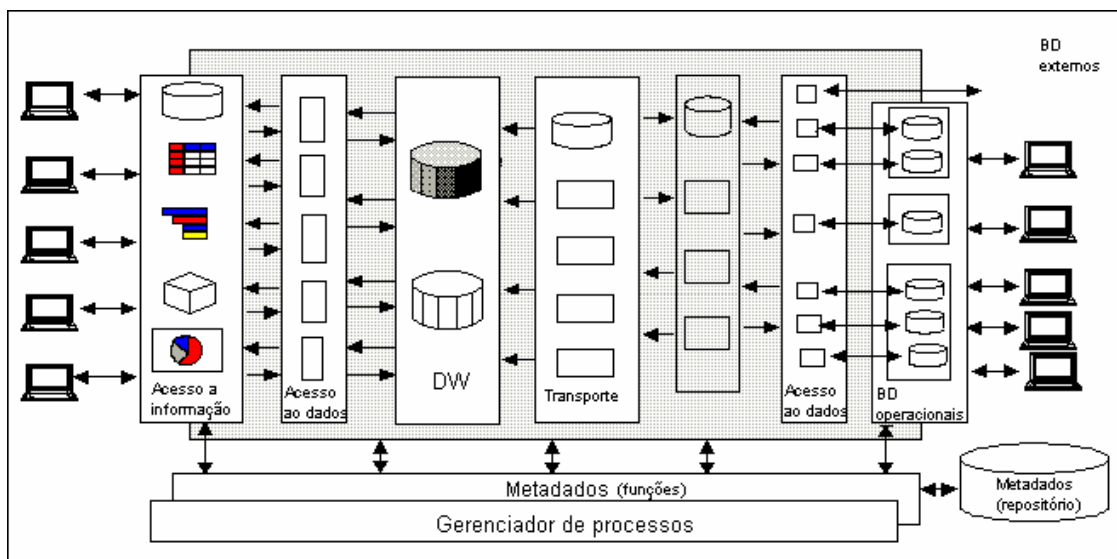 BD
externos
Acesso a
informação
Acesso
ao dados
DW
Transporte
Acesso
ao dados
BD
operacionais
Metadados (funções)
Gerenciador de processos
Metadados
(repositório)